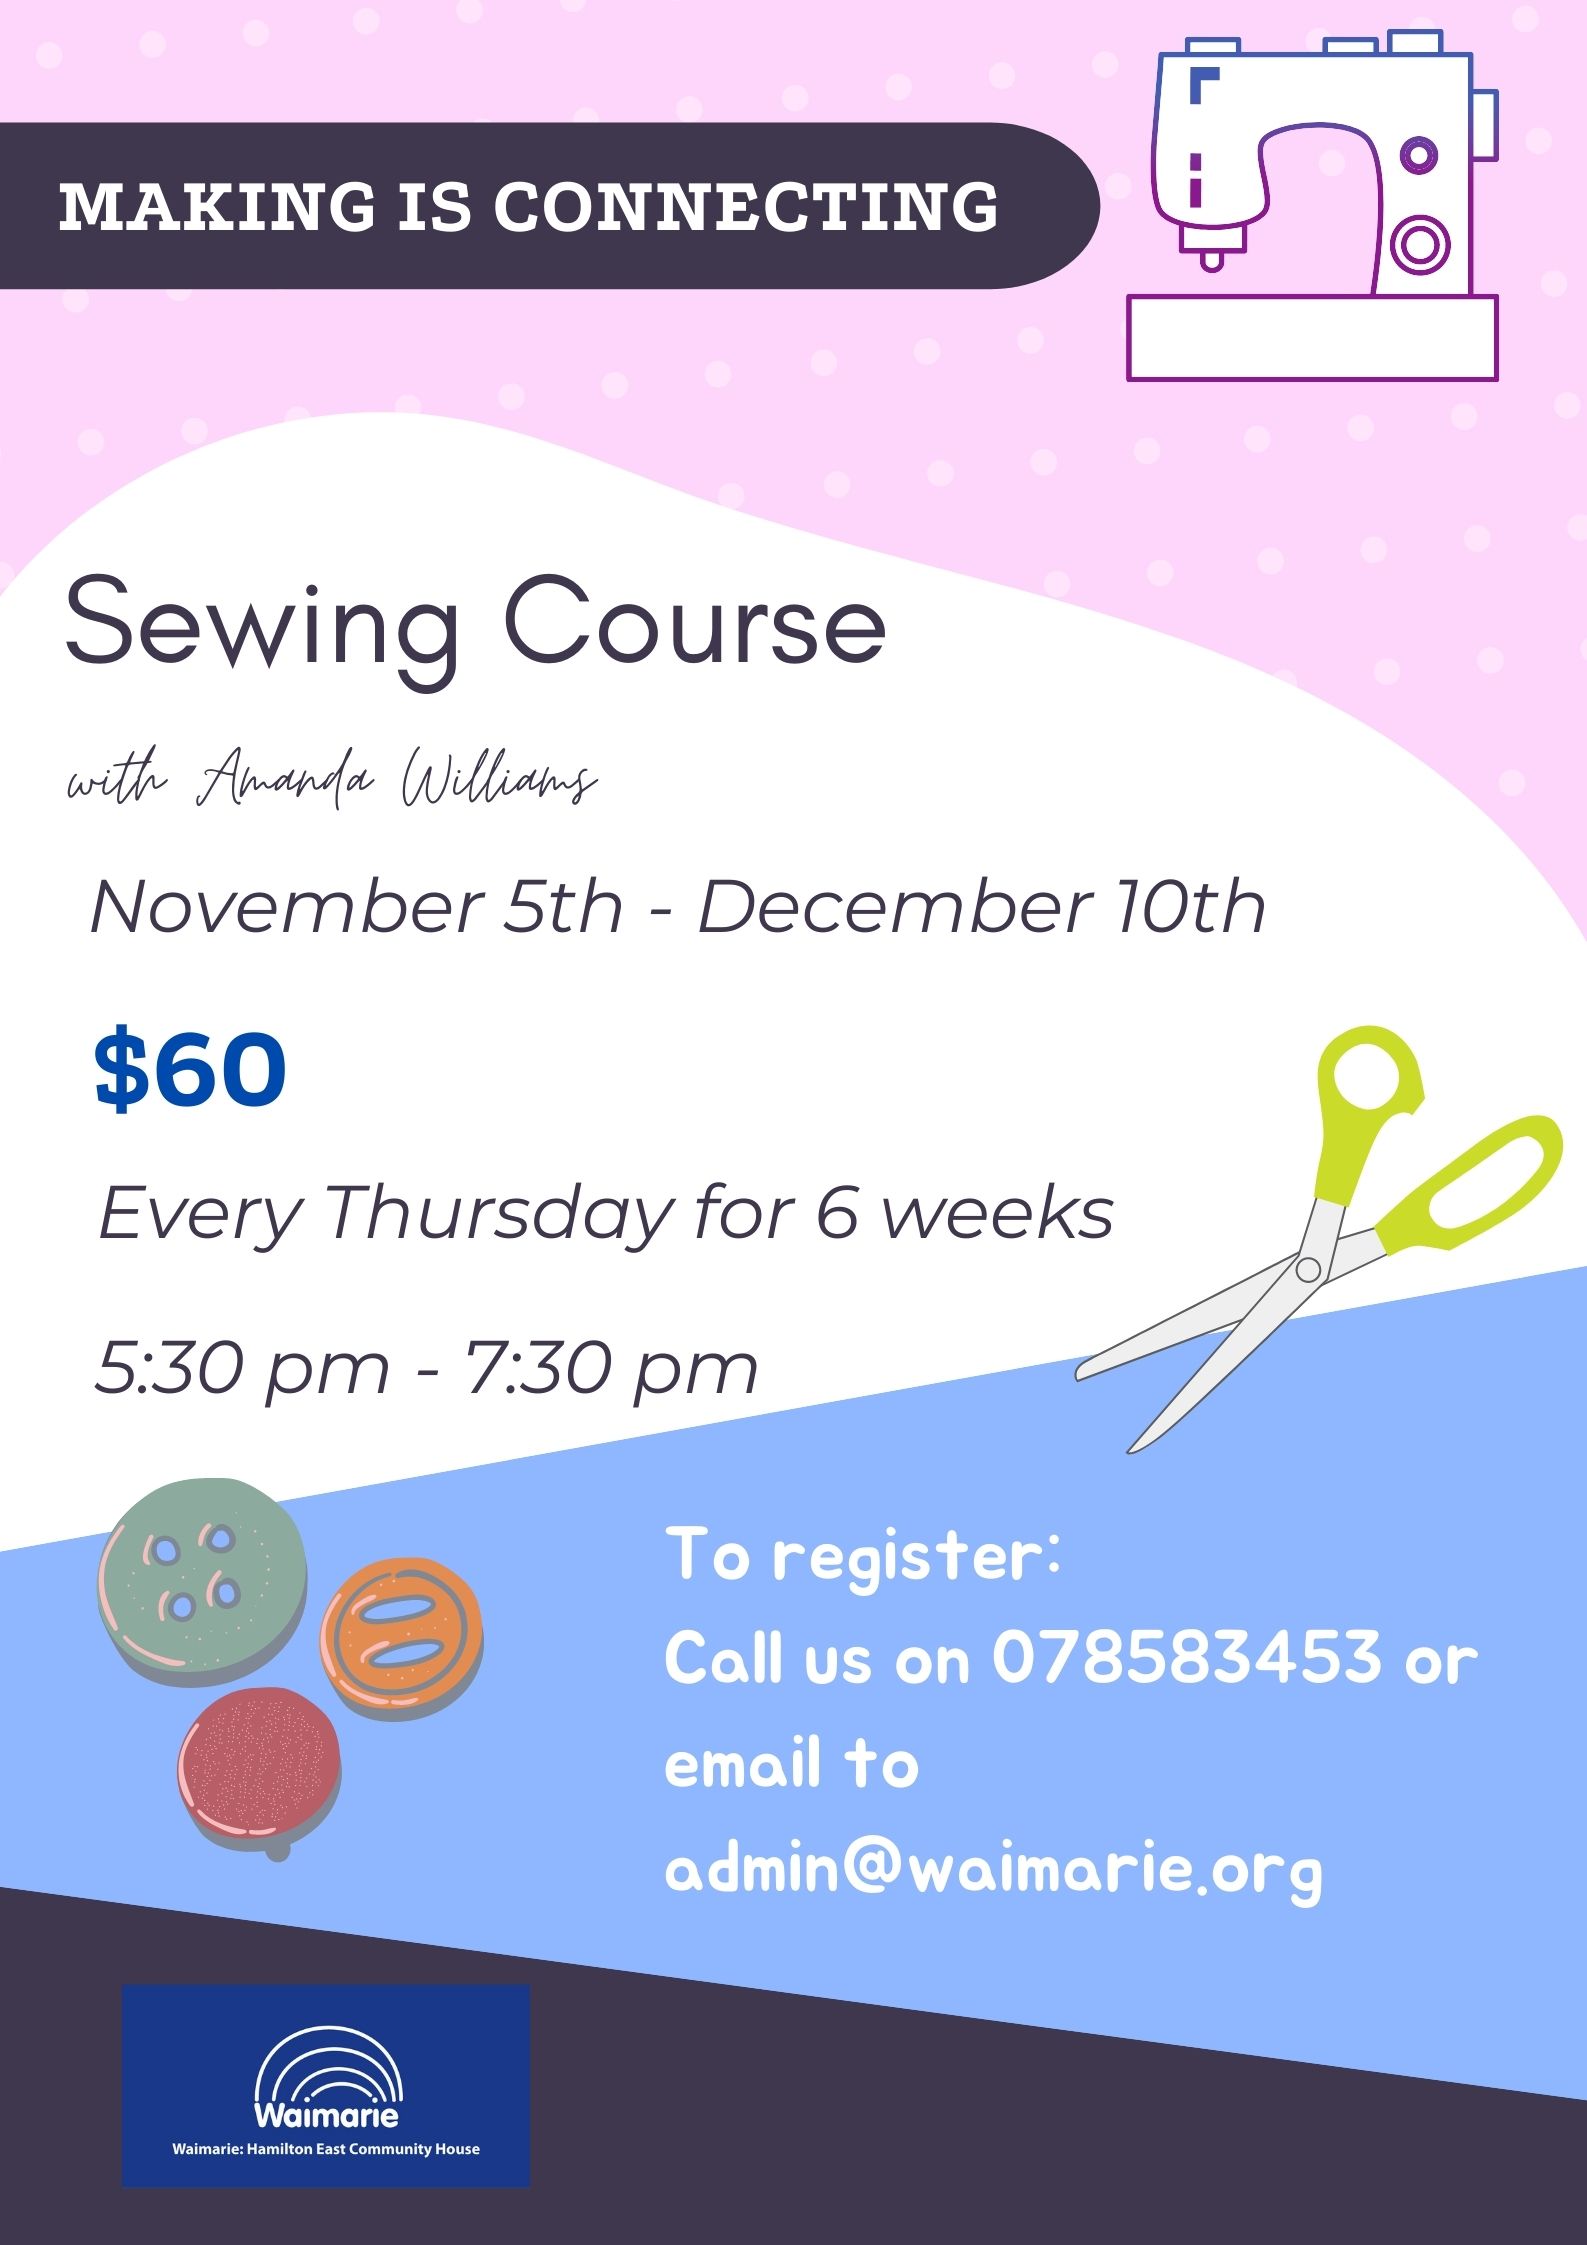 MAKING IS CONNECTING
Sewing Course
with Amanda Williams
November 5th - December 10th
$60
Every Thursday for 6 weeks
5:30 pm - 7:30 pm
To register:
Call us on 078583453 or
email to
admin@waimarie.org
Waimarie
Waimarie: Hamilton East Community House